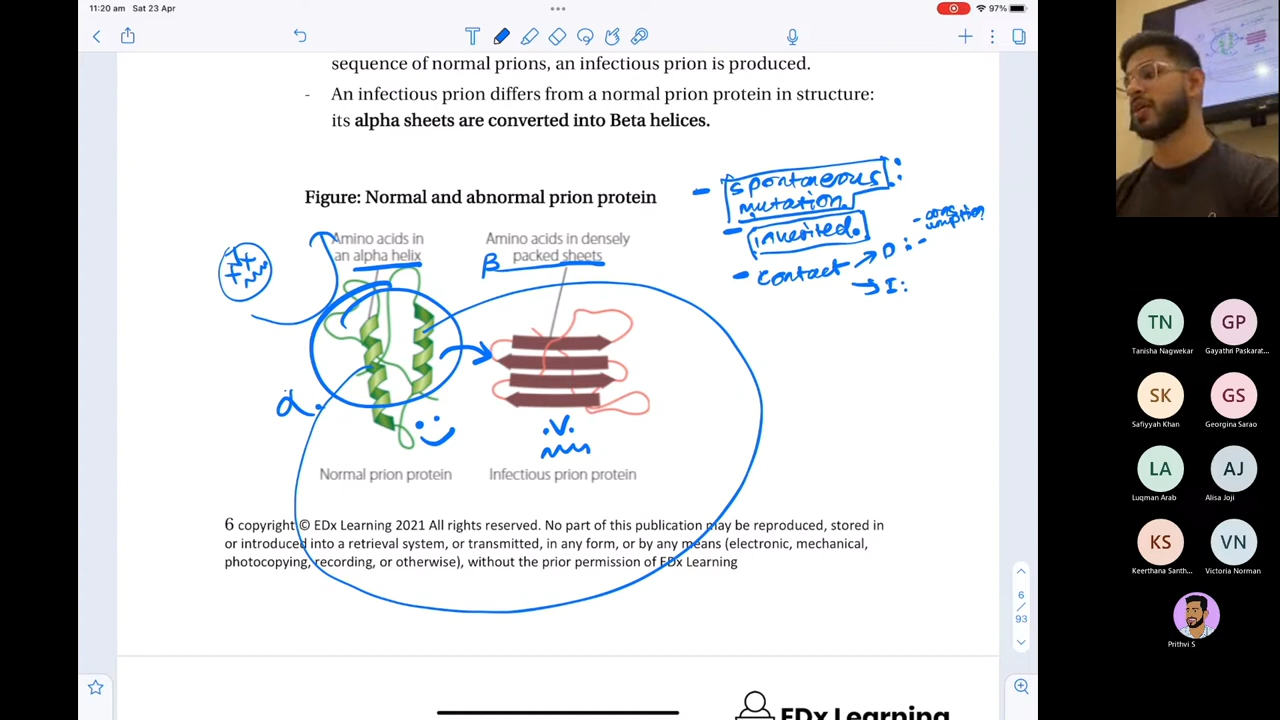 11:20 am Sat 23 Apr
97%
sequence of normal prions, an infectious prion is produced.
- An infectious prion differs from a normal prion protein in structure:
its alpha sheets are converted into Beta helices.
Figure: Normal and abnormal prion protein
Amino acids in
an alpha helix
Amino acids in densely
β packed sheets
- spontaneous:
mutation.
- inherited.
- contact → D: -
- consumption?
→ I:
α.
Normal prion protein
Infectious prion protein
6 copyright © EDx Learning 2021 All rights reserved. No part of this publication may be reproduced, stored in
or introduced into a retrieval system, or transmitted, in any form, or by any means (electronic, mechanical,
photocopying, recording, or otherwise), without the prior permission of EDx Learning
6
/
93
EDx Learning
TN
Tanisha Nagwekar
GP
Gayathri Paskarat...
SK
Safiyyah Khan
GS
Georgina Sarao
LA
Luqman Arab
AJ
Alisa Joji
KS
Keerthana Santh...
VN
Victoria Norman
Prithvi S